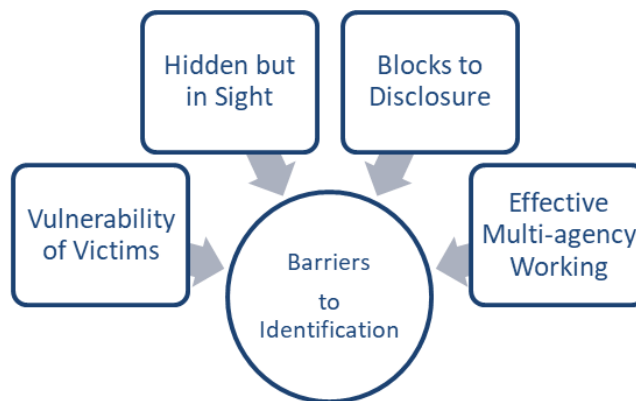 Hidden but
in Sight
Blocks to
Disclosure
Vulnerability
of Victims
Effective
Multi-agency
Working
Barriers
to
Identification